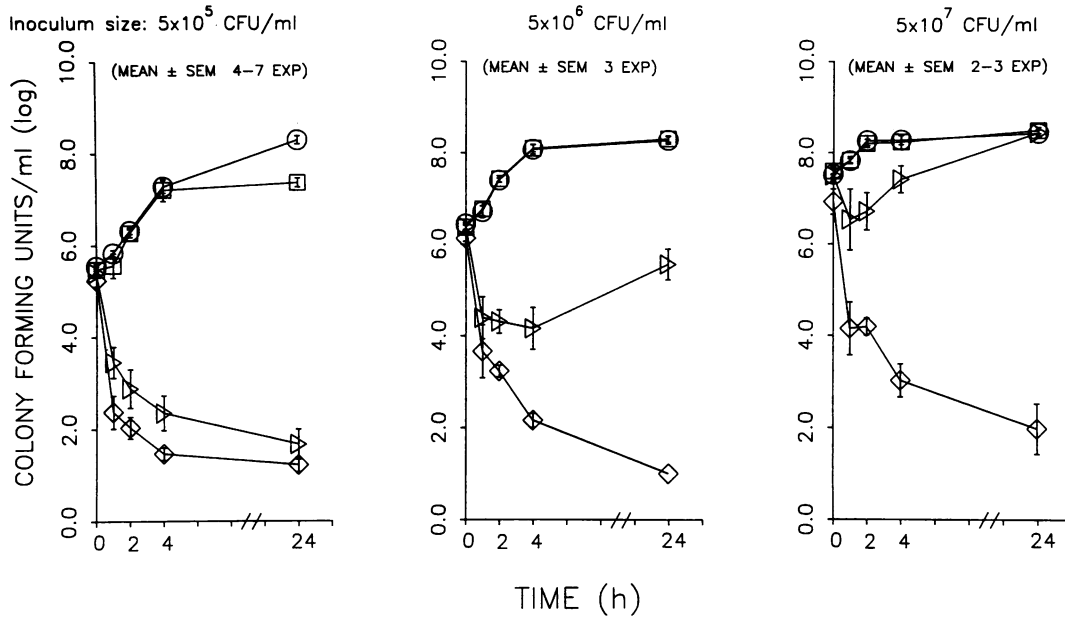 Inoculum size: 5x10^5 CFU/ml
5x10^6 CFU/ml
5x10^7 CFU/ml
(MEAN ± SEM 4-7 EXP)
(MEAN ± SEM 3 EXP)
(MEAN ± SEM 2-3 EXP)
COLONY FORMING UNITS/ml (log)
10.0
8.0
6.0
4.0
2.0
0.0
0 2 4 24
10.0
8.0
6.0
4.0
2.0
0.0
0 2 4 24
10.0
8.0
6.0
4.0
2.0
0.0
0 2 4 24
TIME (h)